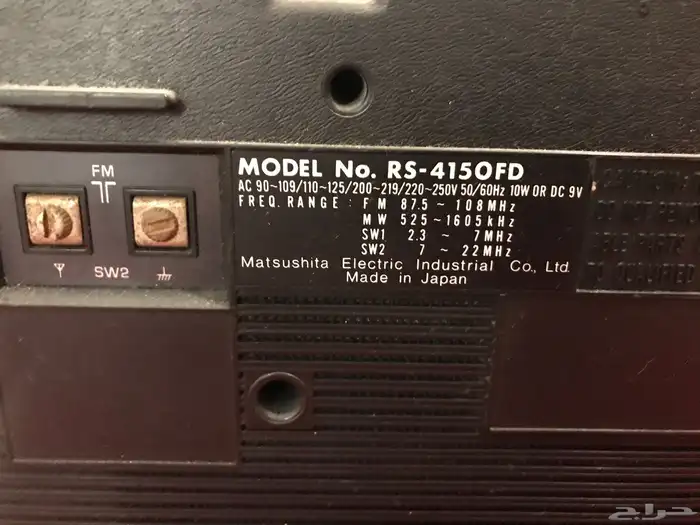 FM
SW2
MODEL No. RS-4150FD
AC 90~109/110~125/200~219/220~250V 50/60Hz 10W OR DC 9V
FREQ. RANGE : FM 87.5 ~ 108MHz
MW 525 ~ 1605kHz
SW1 2.3 ~ 7MHz
SW2 7 ~ 22MHz
Matsushita Electric Industrial Co., Ltd.
Made in Japan
حراج